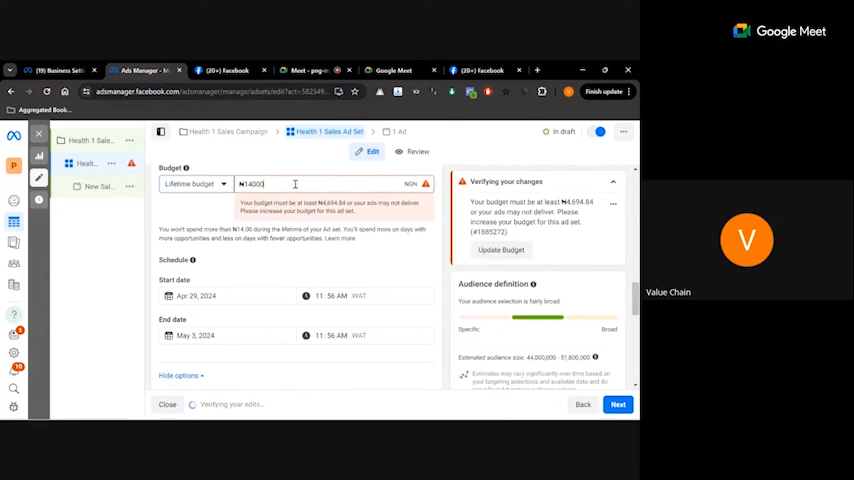 Google Meet
(19) Business Setti
Ads Manager - M
(20+) Facebook
Meet - png-m
Google Meet
(20+) Facebook
adsmanager.facebook.com/adsmanager/manage/adsets/edit?act=582349...
V
Finish update
Aggregated Book...
Health 1 Sale...
Health 1 Sales Campaign
Health 1 Sales Ad Set
1 Ad
In draft
Edit
Review
P
Healt...
New Sal...
Budget
Lifetime budget
₦14000
NGN
Your budget must be at least ₦4,694.84 or your ads may not deliver.
Please increase your budget for this ad set.
You won't spend more than ₦14.00 during the lifetime of your Ad set. You'll spend more on days
with more opportunities and less on days with fewer opportunities. Learn more
Schedule
Start date
Apr 29, 2024
11:56 AM WAT
End date
May 3, 2024
11:56 AM WAT
Hide options
Close
Verifying your edits...
Back
Next
Verifying your changes
Your budget must be at least ₦4,694.84
or your ads may not deliver. Please
increase your budget for this ad set.
(#1885272)
Update Budget
Audience definition
Your audience selection is fairly broad.
Specific
Broad
Estimated audience size: 44,000,000 - 51,800,000
Estimates may vary significantly over time based on
your targeting selections and available data and do
V
Value Chain